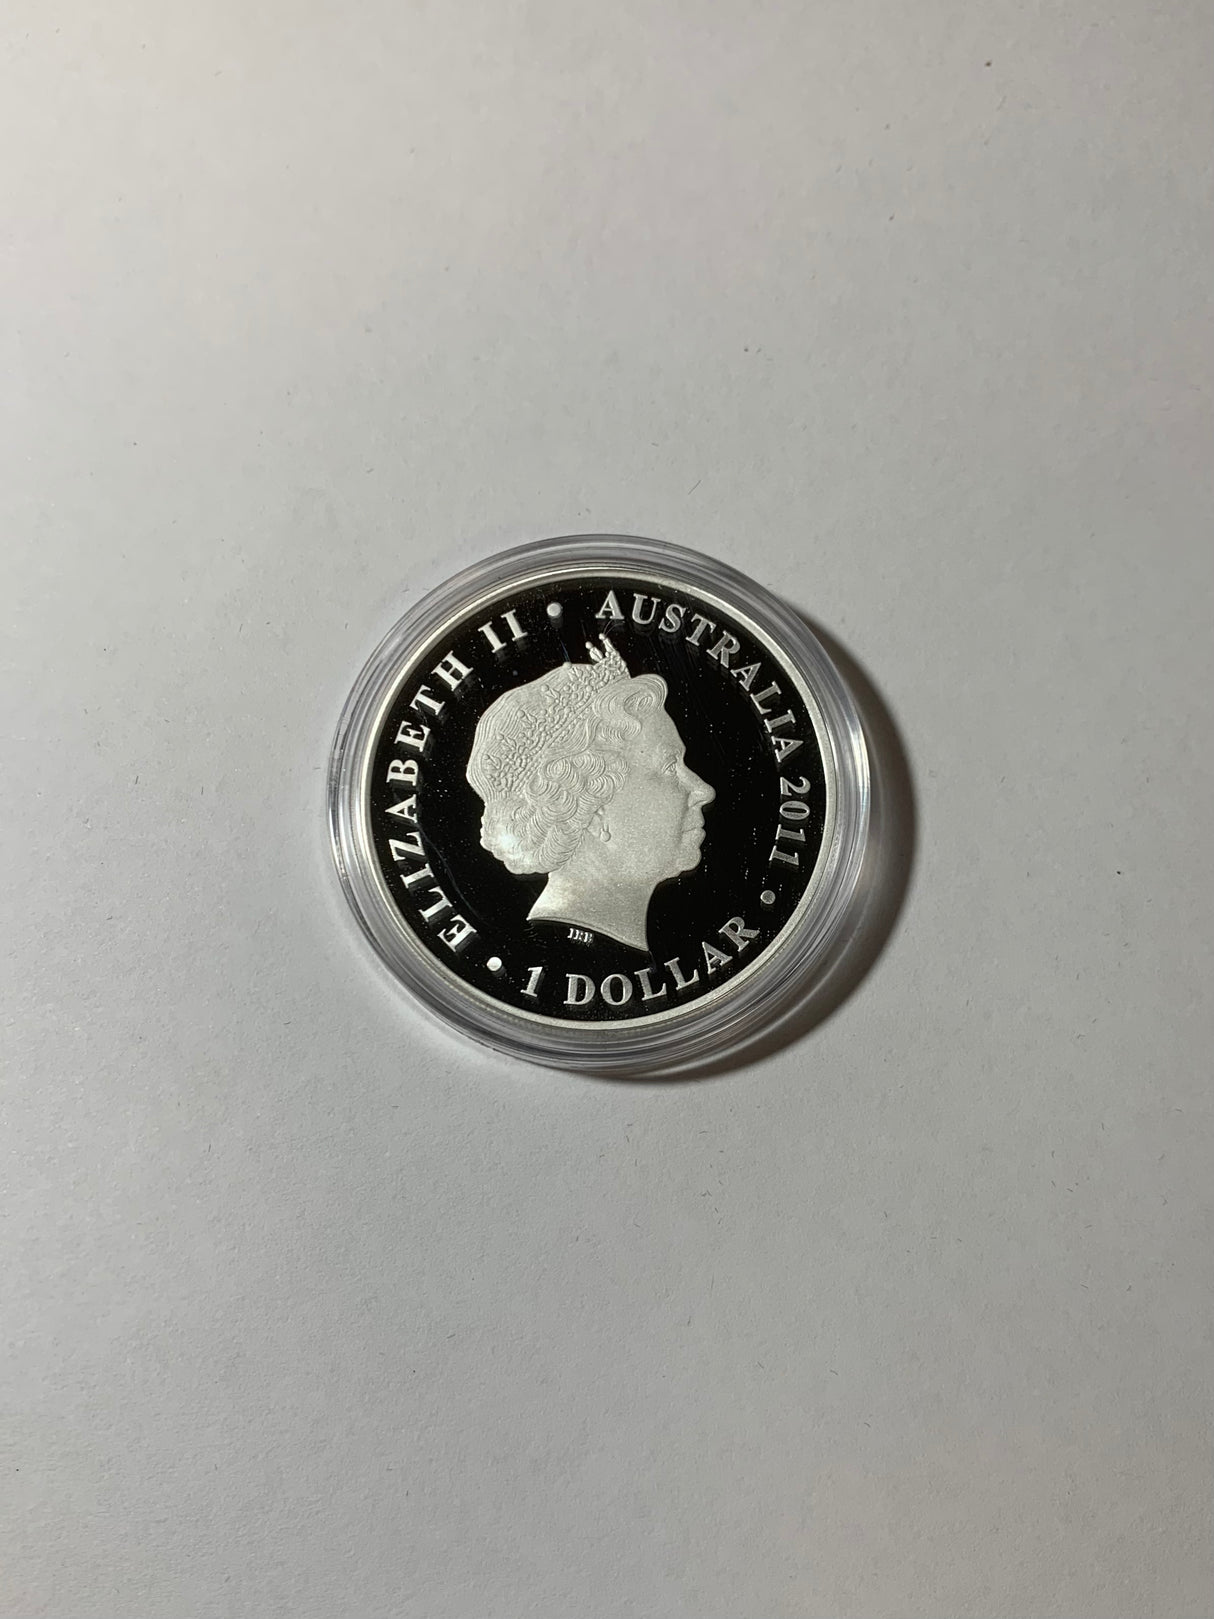 ELIZABETH II • AUSTRALIA 2011 • 1 DOLLAR •
IRB